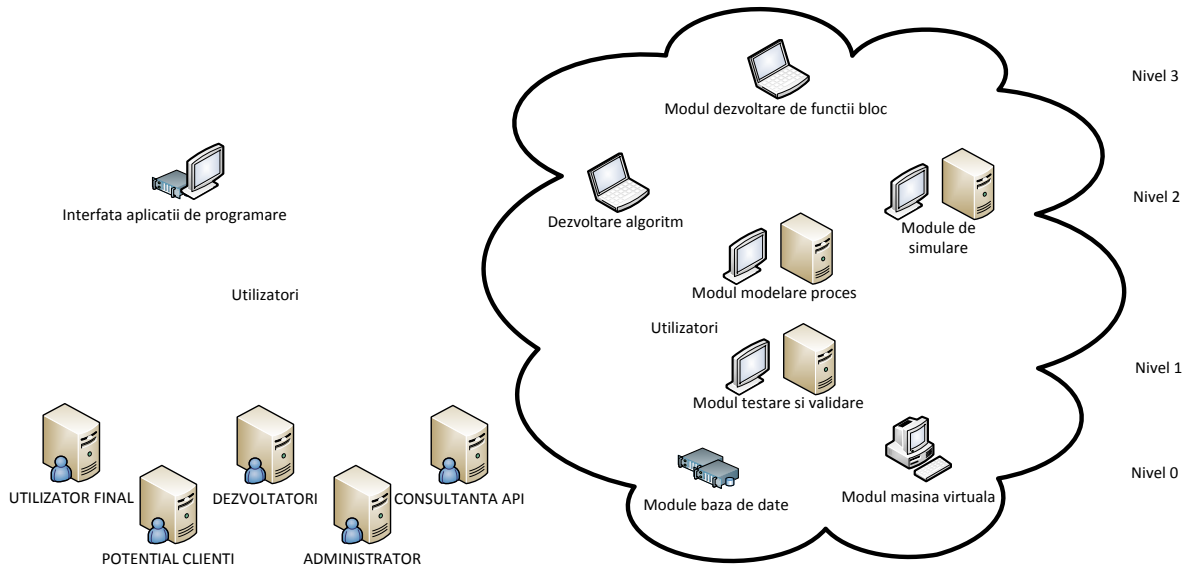 Nivel 3
Modul dezvoltare de functii bloc
Interfata aplicatii de programare
Dezvoltare algoritm
Module de
simulare
Nivel 2
Utilizatori
Modul modelare proces
Utilizatori
Nivel 1
Modul testare si validare
UTILIZATOR FINAL
DEZVOLTATORI
CONSULTANTA API
Module baza de date
Modul masina virtuala
Nivel 0
POTENTIAL CLIENTI
ADMINISTRATOR